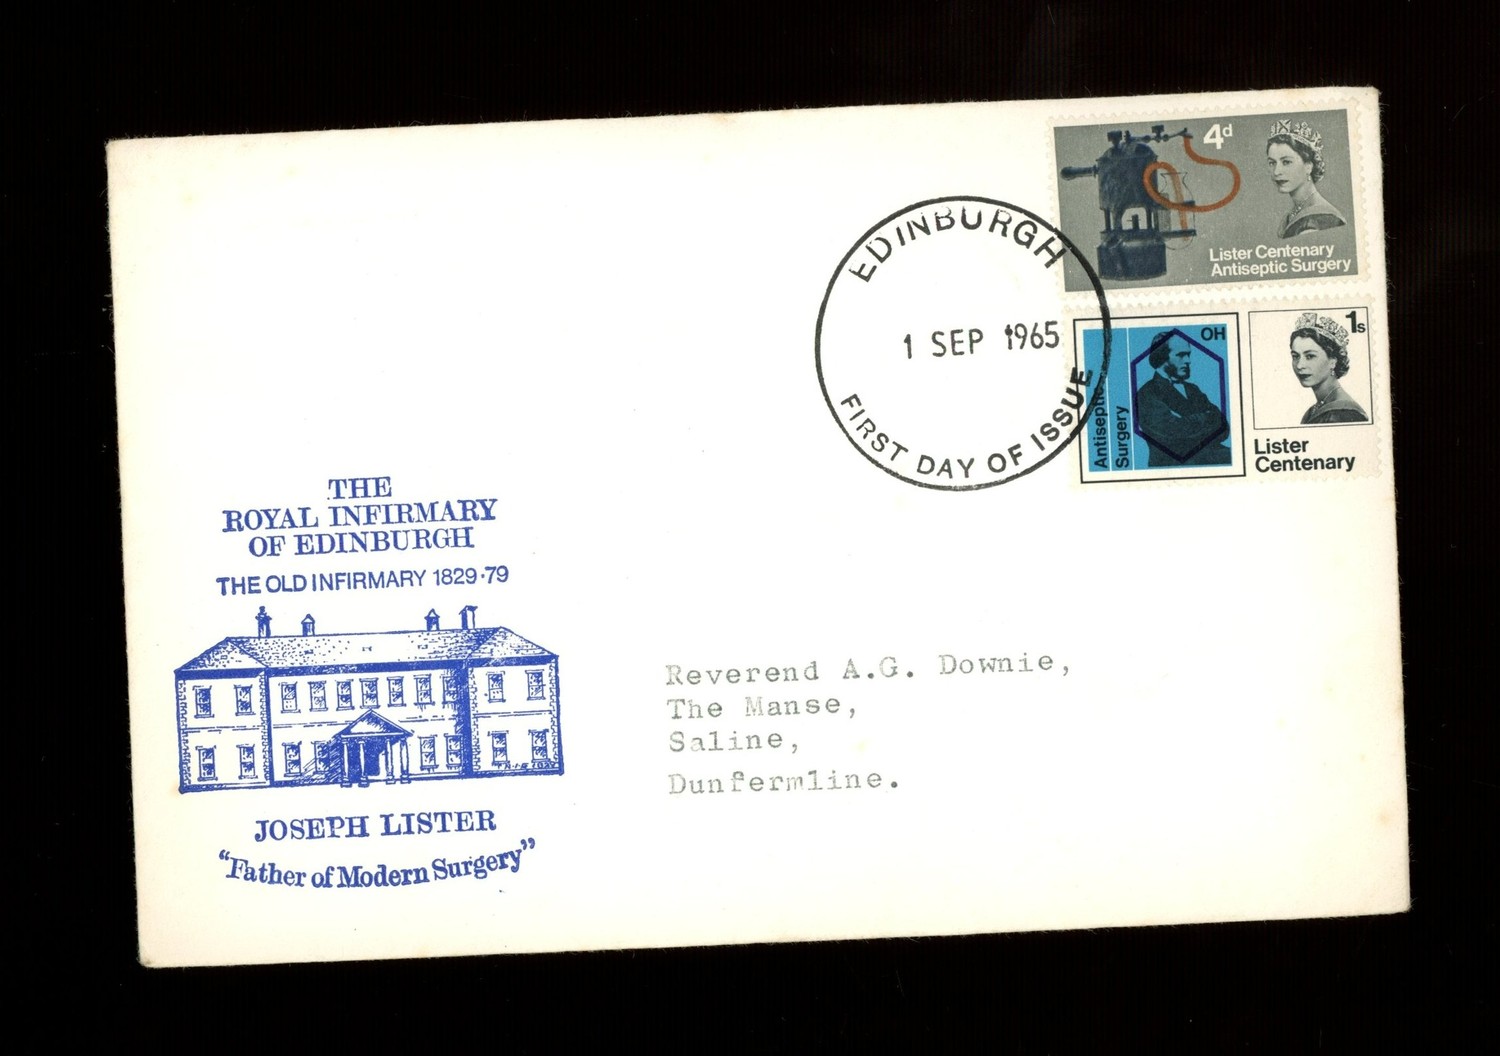 4d
Lister Centenary
Antiseptic Surgery
EDINBURGH
1 SEP 1965
FIRST DAY OF ISSUE
OH
Antiseptic
Surgery
1s
Lister
Centenary
THE
ROYAL INFIRMARY
OF EDINBURGH
THE OLD INFIRMARY 1829·79
JOSEPH LISTER
“Father of Modern Surgery”
Reverend A.G. Downie,
The Manse,
Saline,
Dunfermline.